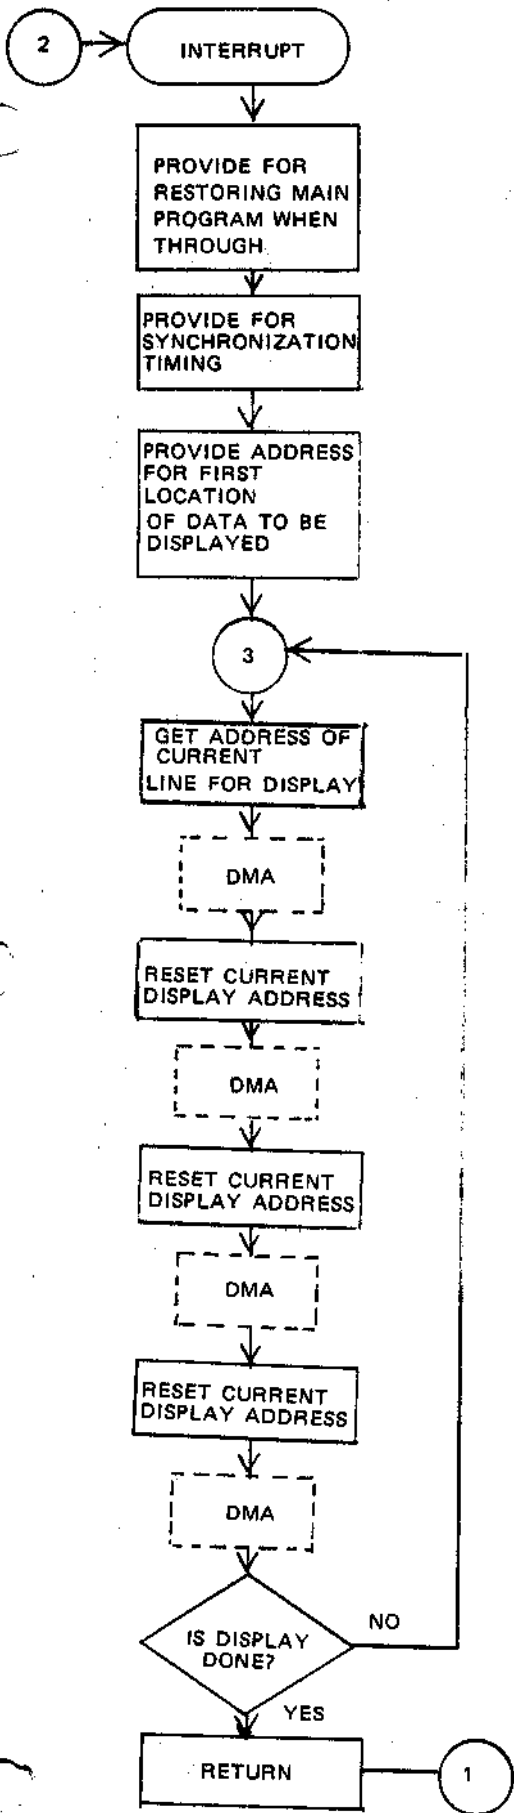 2
INTERRUPT
PROVIDE FOR
RESTORING MAIN
PROGRAM WHEN
THROUGH
PROVIDE FOR
SYNCHRONIZATION
TIMING
PROVIDE ADDRESS
FOR FIRST
LOCATION
OF DATA TO BE
DISPLAYED
3
GET ADDRESS OF
CURRENT
LINE FOR DISPLAY
DMA
RESET CURRENT
DISPLAY ADDRESS
DMA
RESET CURRENT
DISPLAY ADDRESS
DMA
RESET CURRENT
DISPLAY ADDRESS
DMA
IS DISPLAY
DONE?
NO
YES
RETURN
1